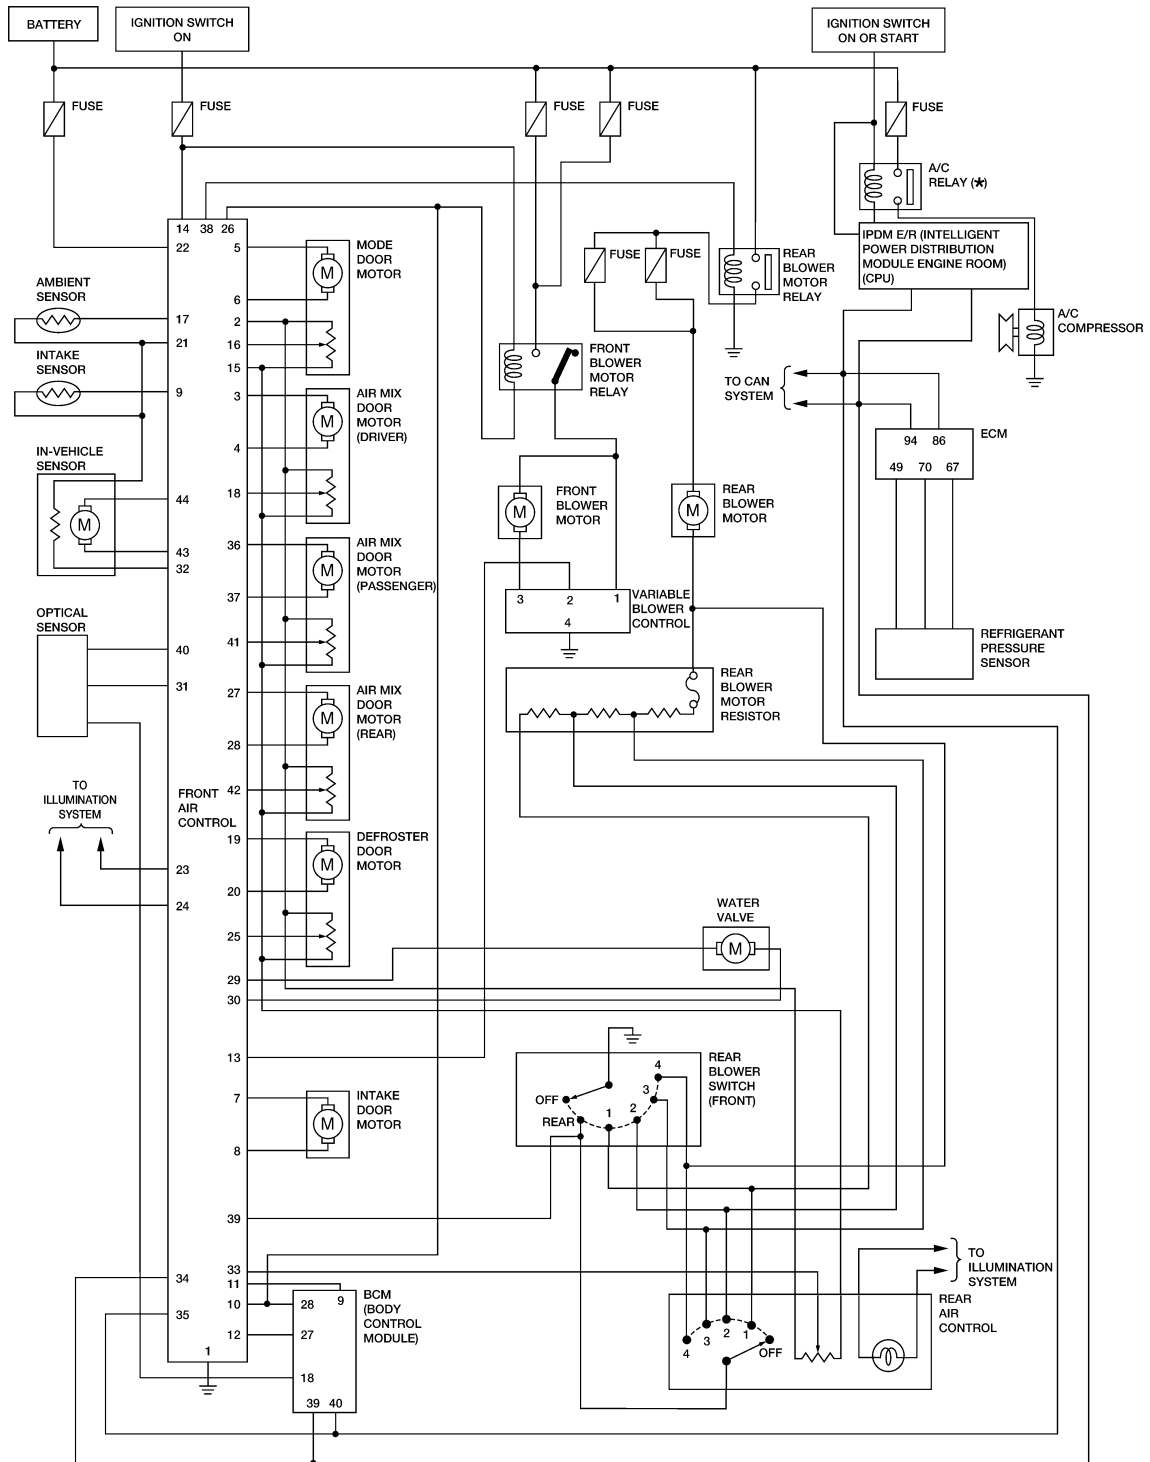 BATTERY
IGNITION SWITCH
ON
IGNITION SWITCH
ON OR START
FUSE
FUSE
FUSE
FUSE
FUSE
A/C
RELAY (*)
14 38 26
22
5
MODE
DOOR
MOTOR
M
6
2
16
15
AMBIENT
SENSOR
17
21
INTAKE
SENSOR
9
FUSE
FUSE
REAR
BLOWER
MOTOR
RELAY
IPDM E/R (INTELLIGENT
POWER DISTRIBUTION
MODULE ENGINE ROOM)
(CPU)
A/C
COMPRESSOR
FRONT
BLOWER
MOTOR
RELAY
TO CAN
SYSTEM
94 86
ECM
49 70 67
3
AIR MIX
DOOR
MOTOR
(DRIVER)
M
4
18
IN-VEHICLE
SENSOR
M
44
43
32
M
FRONT
BLOWER
MOTOR
M
REAR
BLOWER
MOTOR
36
AIR MIX
DOOR
MOTOR
(PASSENGER)
M
37
41
3 2 1
4
VARIABLE
BLOWER
CONTROL
OPTICAL
SENSOR
40
31
REFRIGERANT
PRESSURE
SENSOR
27
AIR MIX
DOOR
MOTOR
(REAR)
M
28
42
REAR
BLOWER
MOTOR
RESISTOR
TO
ILLUMINATION
SYSTEM
FRONT
AIR
CONTROL
23
24
19
DEFROSTER
DOOR
MOTOR
M
20
25
29
30
WATER
VALVE
M
13
7
INTAKE
DOOR
MOTOR
M
8
REAR
BLOWER
SWITCH
(FRONT)
4
3
2
1
OFF
REAR
39
34
35
33
11
10
12
1
BCM
(BODY
CONTROL
MODULE)
9
28
27
18
39 40
TO
ILLUMINATION
SYSTEM
REAR
AIR
CONTROL
4
3
2
1
OFF